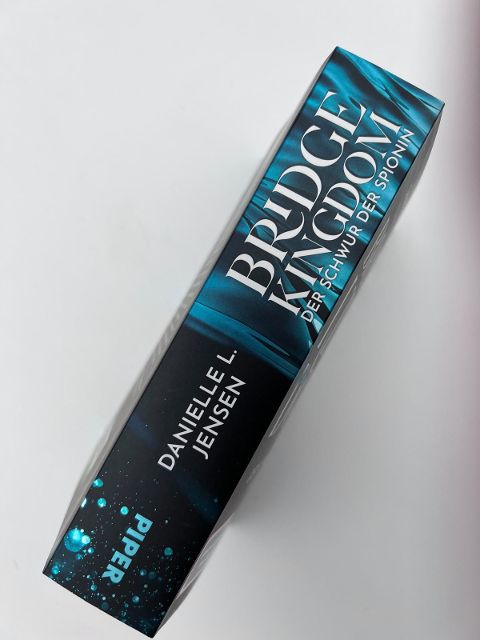 BRIDGE
KINGDOM
DER SCHWUR DER SPIONIN
DANIELLE L.
JENSEN
PIPER